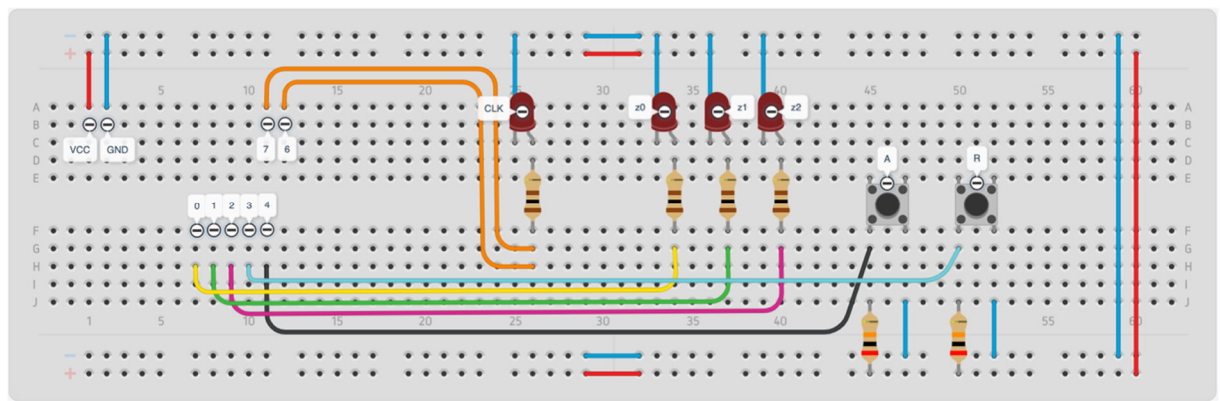 − −
+ +
5 10 15 20 25 30 35 40 45 50 55 60
A CLK z0 z1 z2 A
B B
C VCC GND 7 6 C
D A R D
E E
0 1 2 3 4
F F
G G
H H
I I
J J
1 5 10 15 20 25 30 35 40 45 50 55 60
− −
+ +